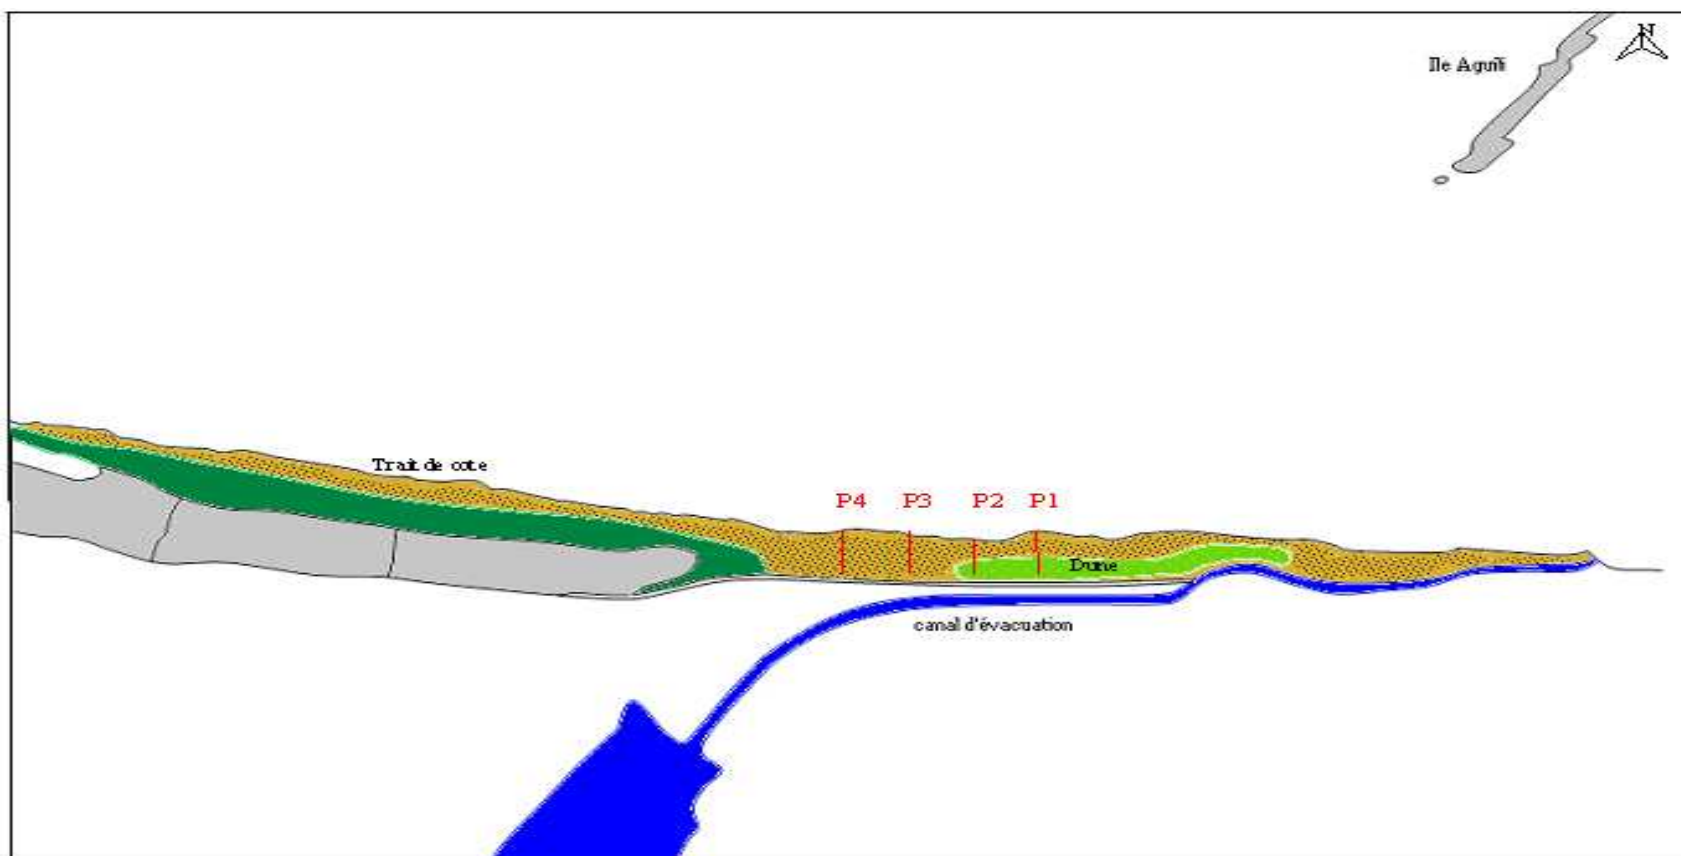 N
Ile Aguili
Trait de cote
P4 P3 P2 P1
Dune
canal d'évacuation